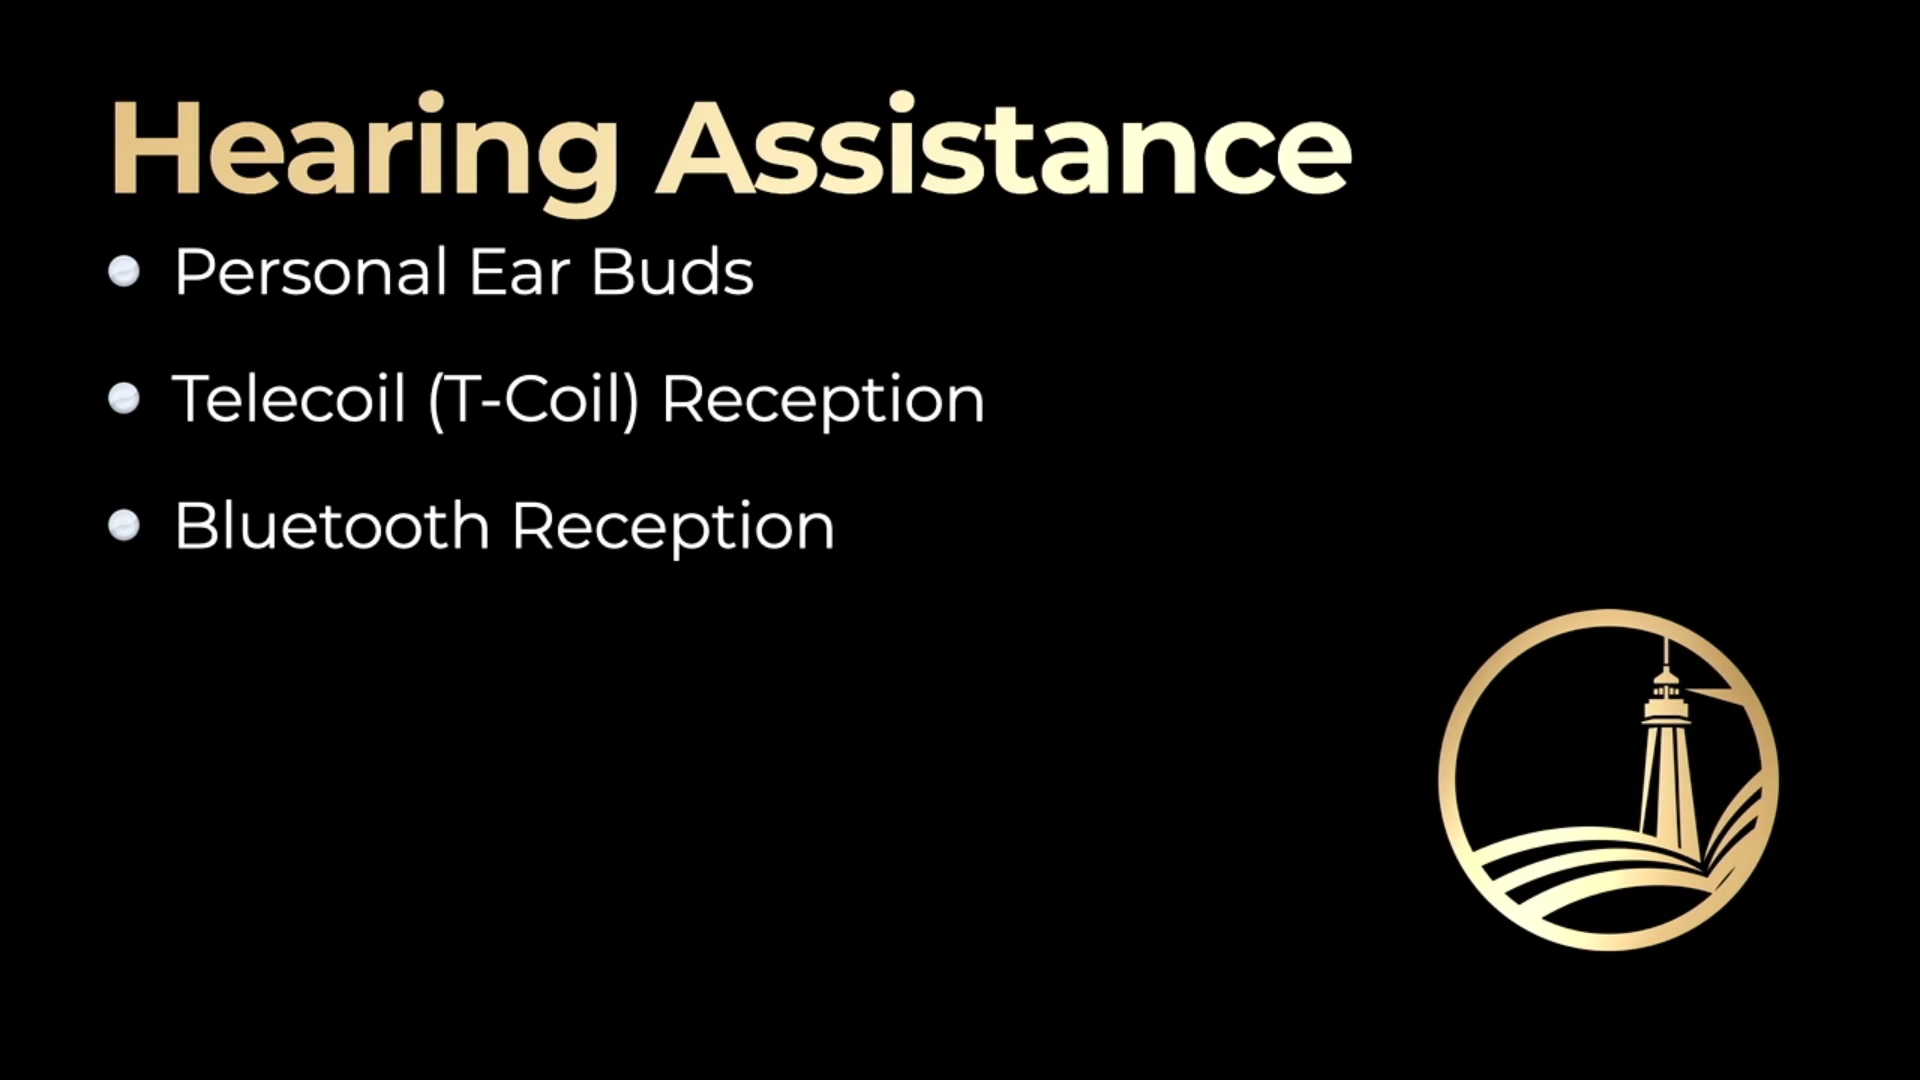 Hearing Assistance
Personal Ear Buds
Telecoil (T-Coil) Reception
Bluetooth Reception